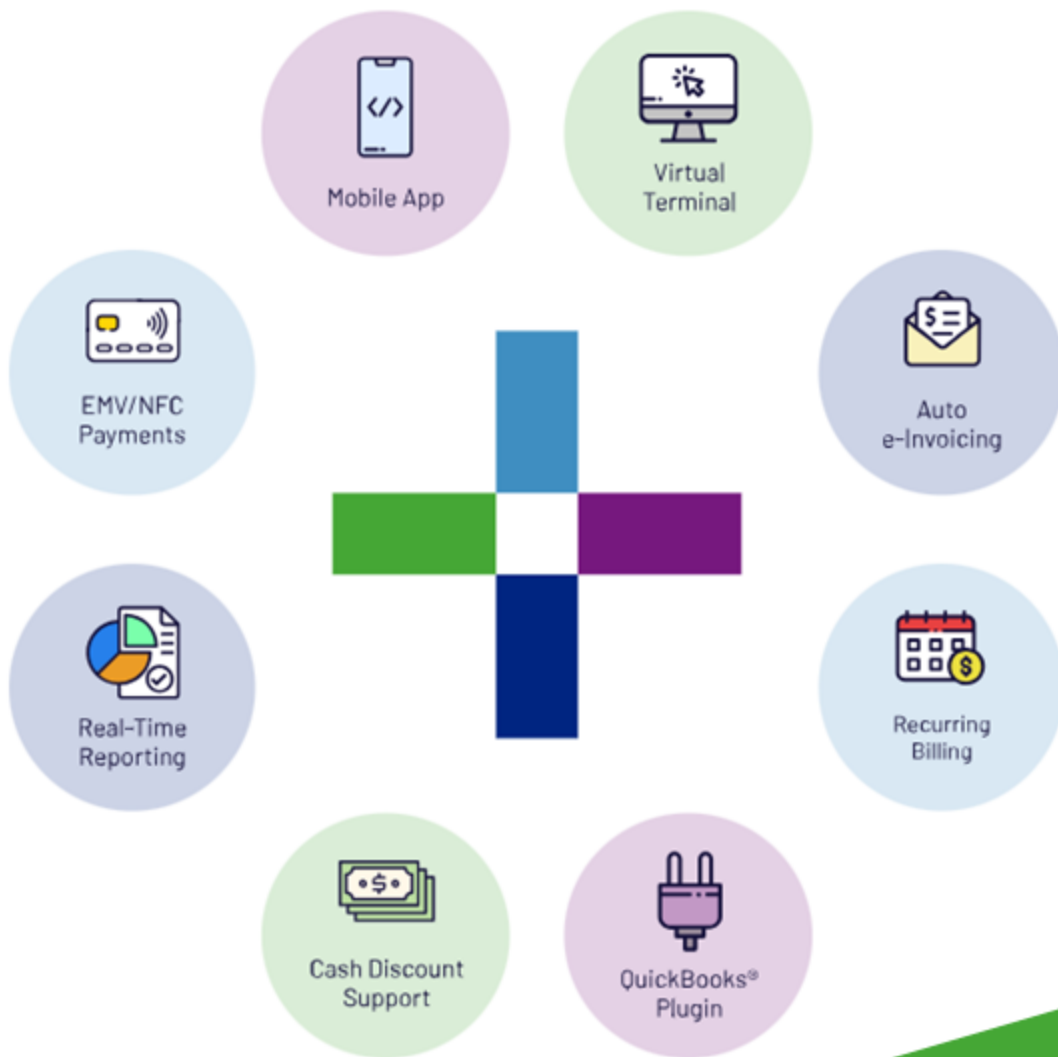 Mobile App
Virtual
Terminal
EMV/NFC
Payments
$
Auto
e-Invoicing
Real-Time
Reporting
$
Recurring
Billing
$
Cash Discount
Support
QuickBooks®
Plugin